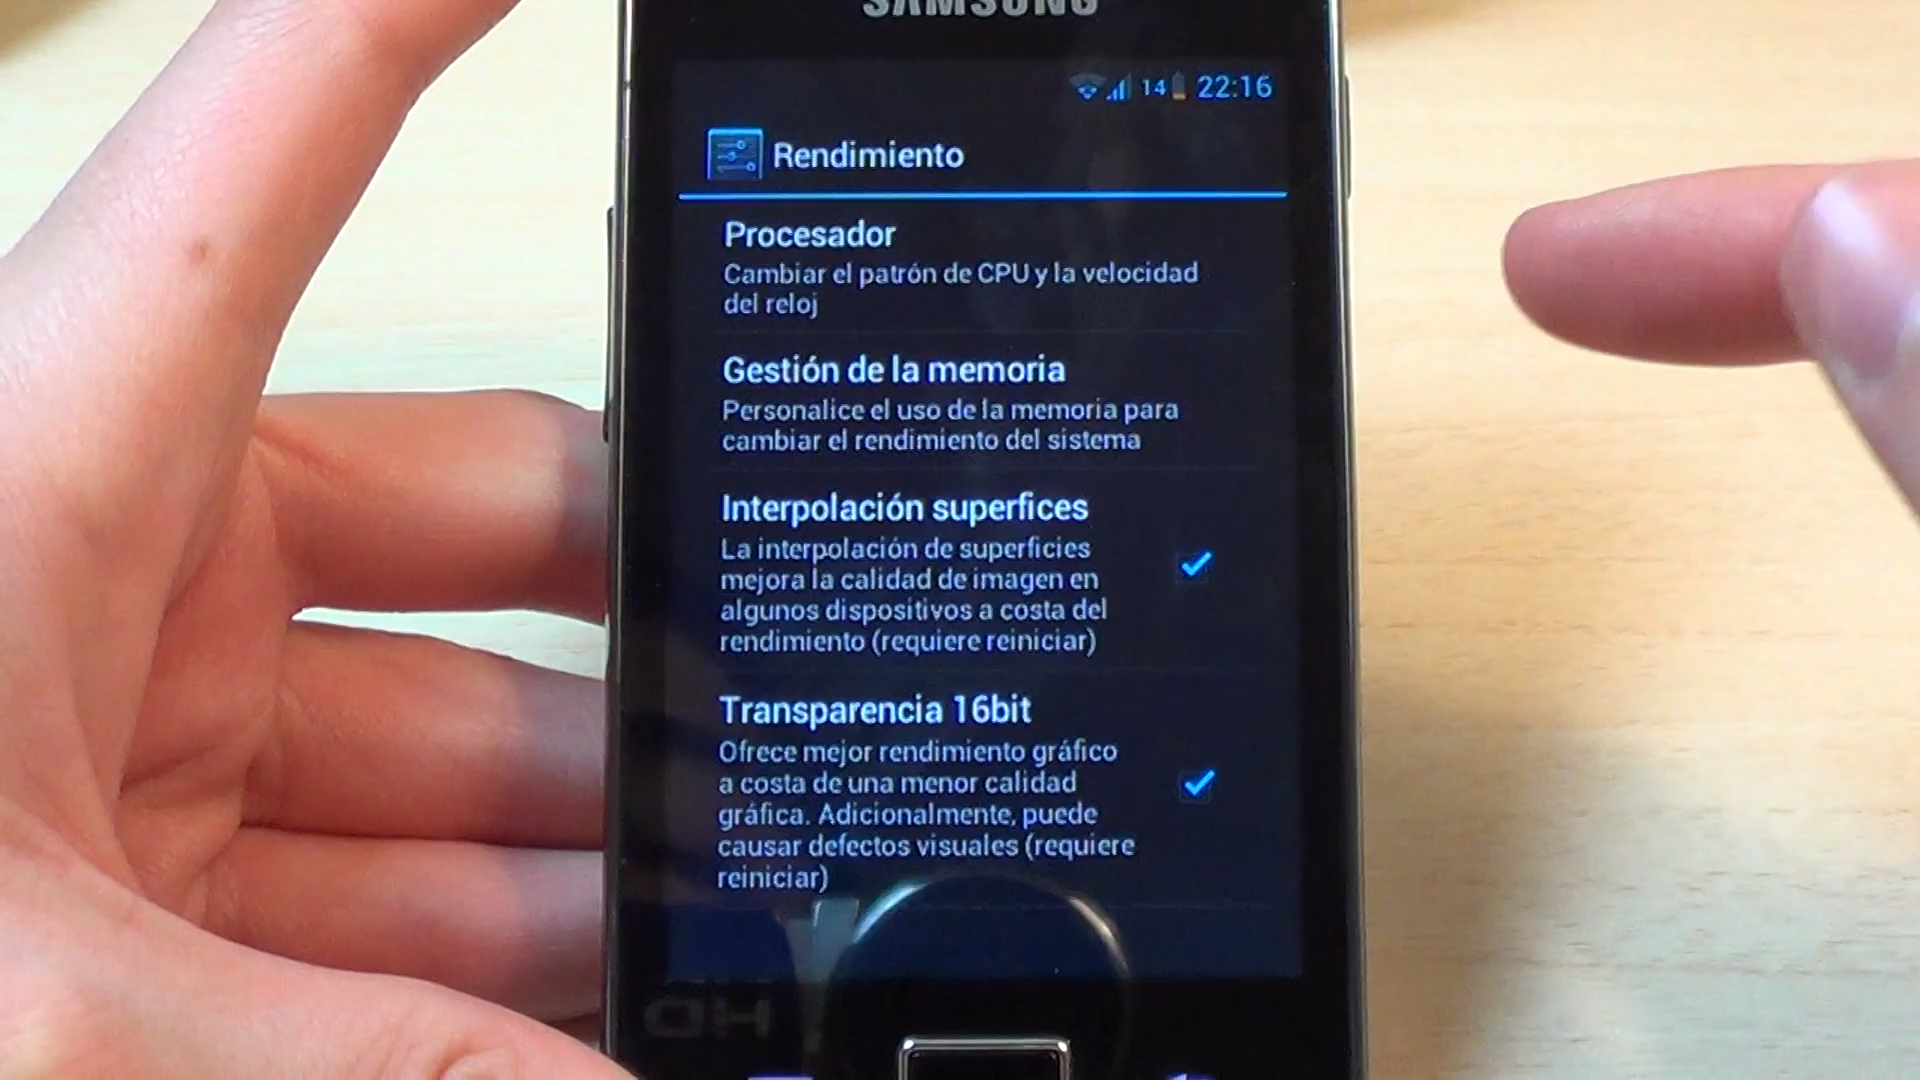 SAMSUNG
14 22:16
Rendimiento
Procesador
Cambiar el patrón de CPU y la velocidad
del reloj
Gestión de la memoria
Personalice el uso de la memoria para
cambiar el rendimiento del sistema
Interpolación superfices
La interpolación de superficies
mejora la calidad de imagen en
algunos dispositivos a costa del
rendimiento (requiere reiniciar)
Transparencia 16bit
Ofrece mejor rendimiento gráfico
a costa de una menor calidad
gráfica. Adicionalmente, puede
causar defectos visuales (requiere
reiniciar)